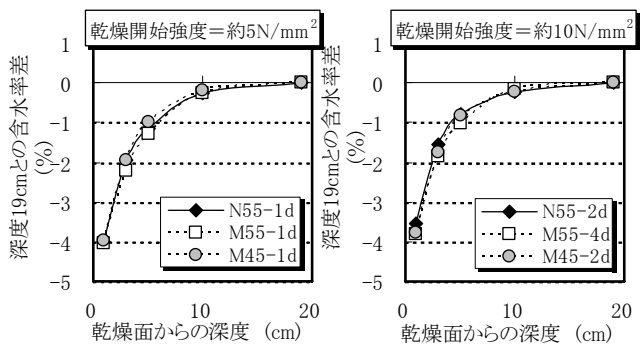 乾燥開始強度＝約5N/mm²
深度19cmとの含水率差
(%)
1
0
-1
-2
-3
-4
-5
N55-1d
M55-1d
M45-1d
0
10
20
乾燥面からの深度 (cm)
乾燥開始強度＝約10N/mm²
深度19cmとの含水率差
(%)
1
0
-1
-2
-3
-4
-5
N55-2d
M55-4d
M45-2d
0
10
20
乾燥面からの深度 (cm)